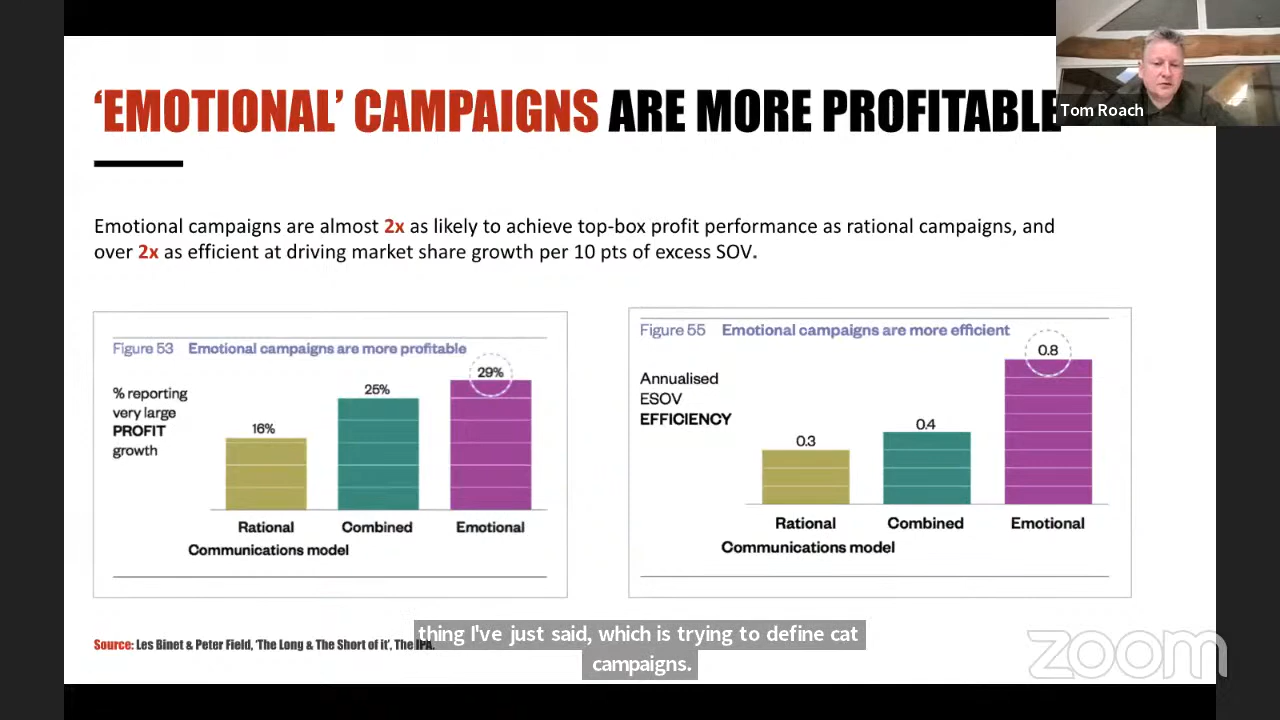 ‘EMOTIONAL’ CAMPAIGNS ARE MORE PROFITABLE
Tom Roach
Emotional campaigns are almost 2x as likely to achieve top-box profit performance as rational campaigns, and
over 2x as efficient at driving market share growth per 10 pts of excess SOV.
Figure 53 Emotional campaigns are more profitable
% reporting
very large
PROFIT
growth
16%
25%
29%
Rational
Combined
Emotional
Communications model
Figure 55 Emotional campaigns are more efficient
Annualised
ESOV
EFFICIENCY
0.3
0.4
0.8
Rational
Combined
Emotional
Communications model
Source: Les Binet & Peter Field, ‘The Long & The Short of it’, The IPA.
thing I've just said, which is trying to define cat
campaigns.
zoom